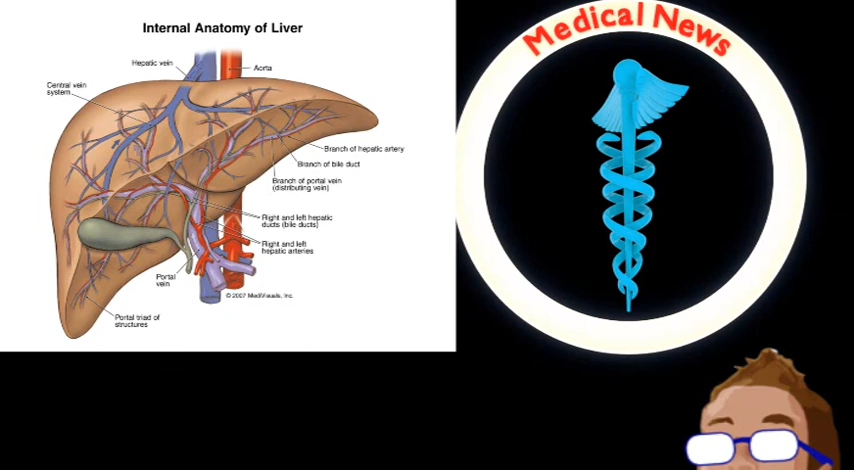 Internal Anatomy of Liver
Hepatic vein
Aorta
Central vein
system
Branch of hepatic artery
Branch of bile duct
Branch of portal vein
(distributing vein)
Right and left hepatic
ducts (bile ducts)
Right and left
hepatic arteries
Portal
vein
© 2007 MediVisuals, Inc.
Portal triad of
structures
Medical News